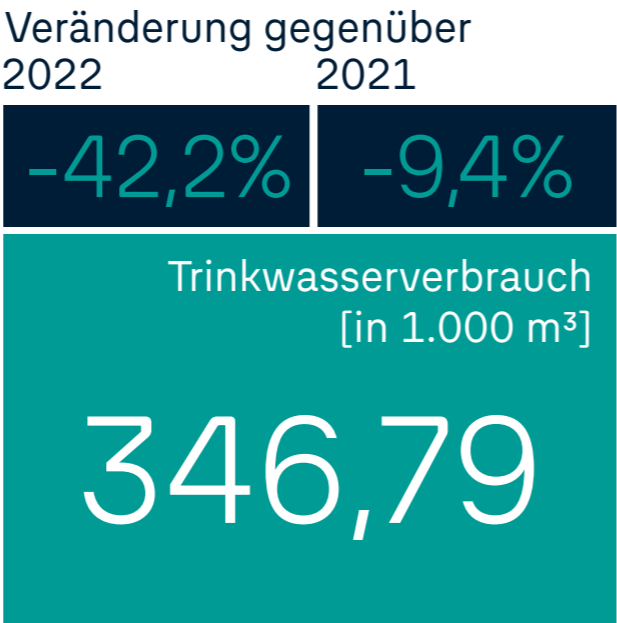 Veränderung gegenüber
2022 2021
-42,2% -9,4%
Trinkwasserverbrauch
[in 1.000 m³]
346,79